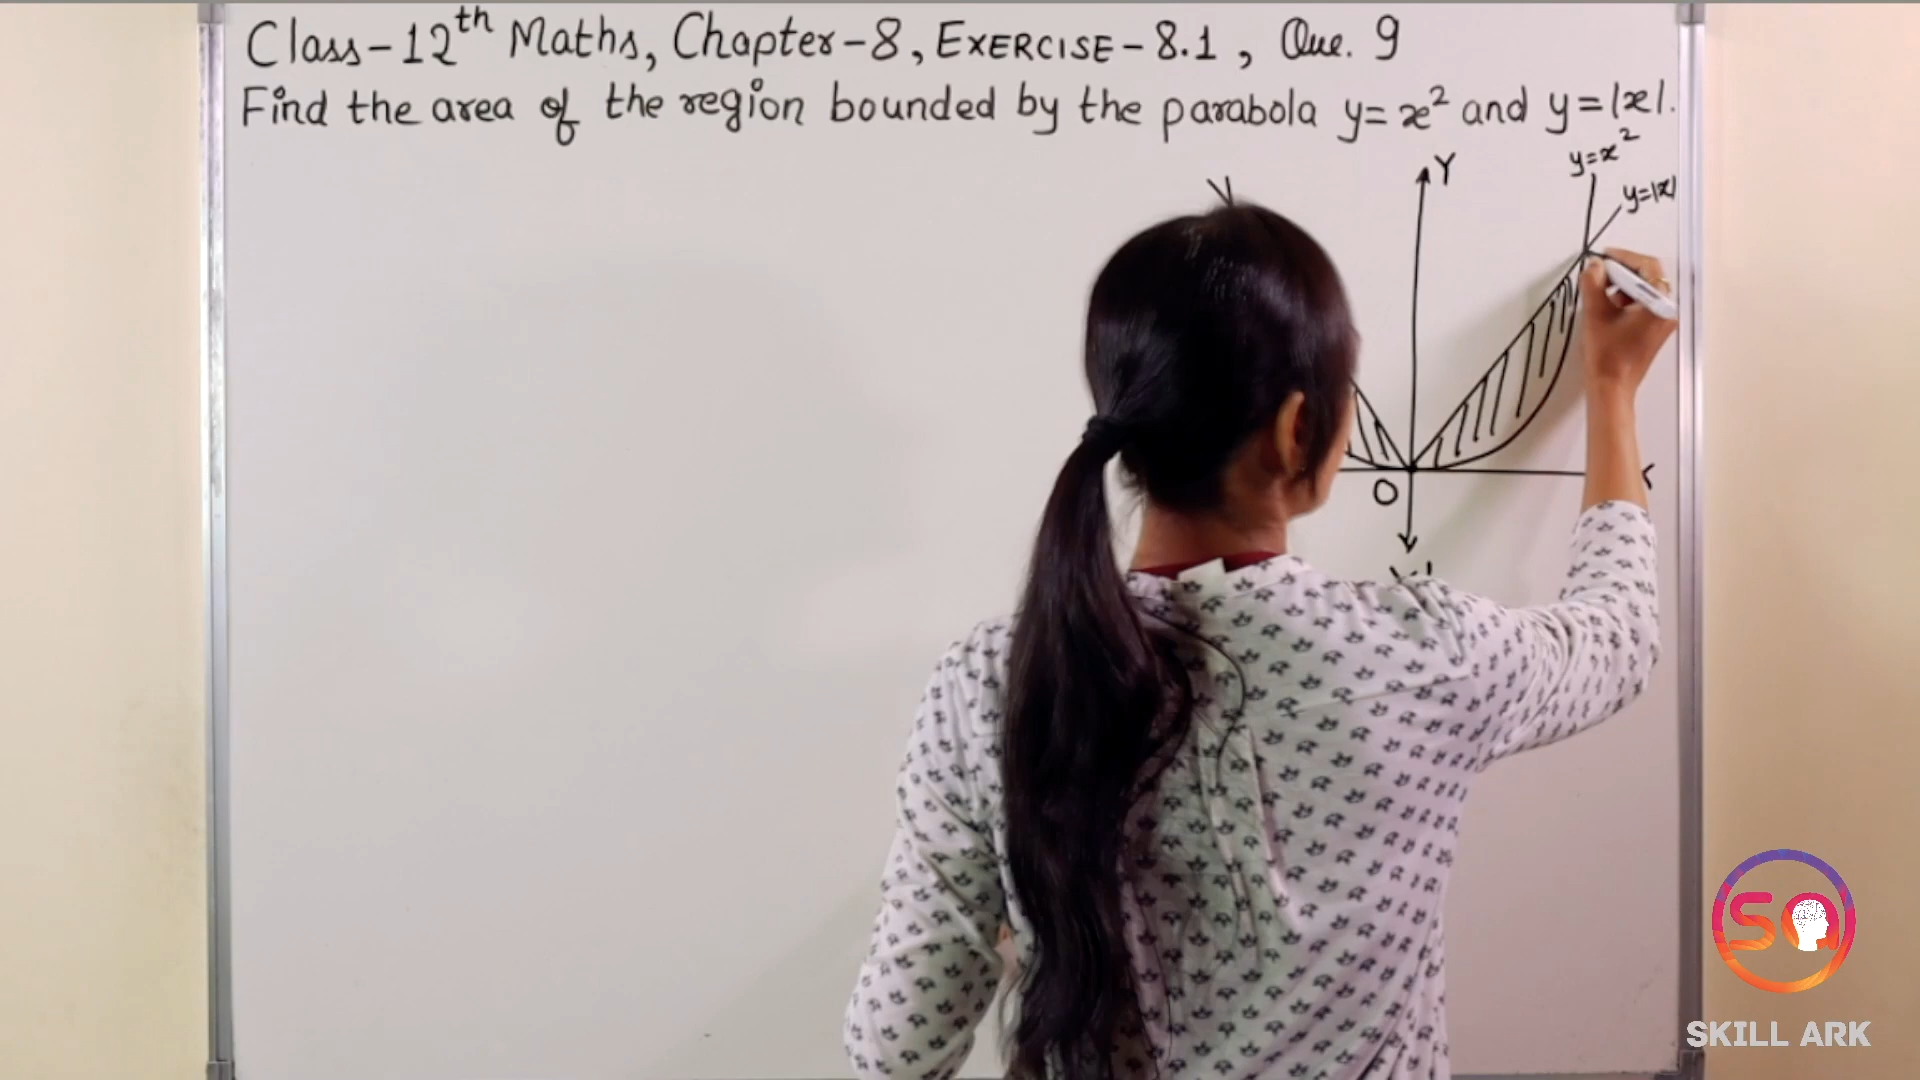 Class-12th Maths, Chapter-8, EXERCISE-8.1, Que. 9
Find the area of the region bounded by the parabola y=x² and y=|x|.
y=x²
Y
y=|x|
O
SKILL ARK